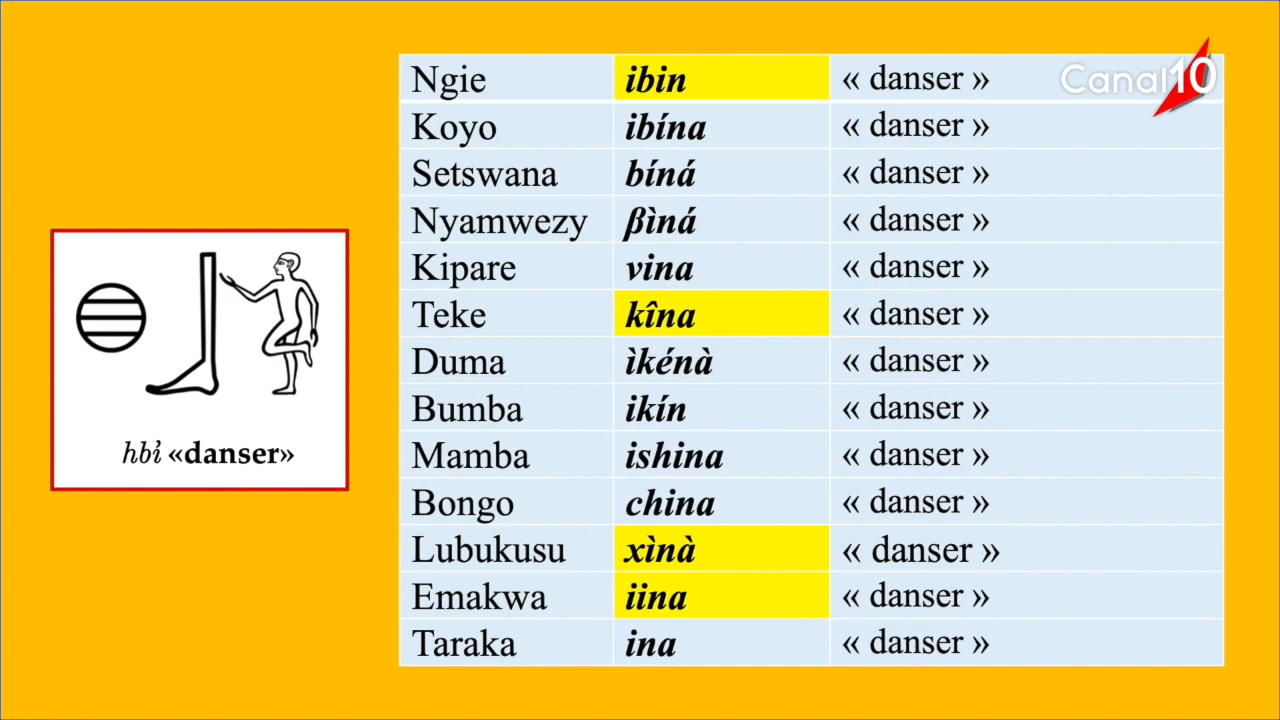 Ngie ibin « danser »
Koyo ibína « danser »
Setswana bíná « danser »
Nyamwezy βìná « danser »
Kipare vina « danser »
Teke kîna « danser »
Duma ìkénà « danser »
Bumba ikín « danser »
Mamba ishina « danser »
Bongo china « danser »
Lubukusu xìnà « danser »
Emakwa iina « danser »
Taraka ina « danser »
hbỉ «danser»
Canal10